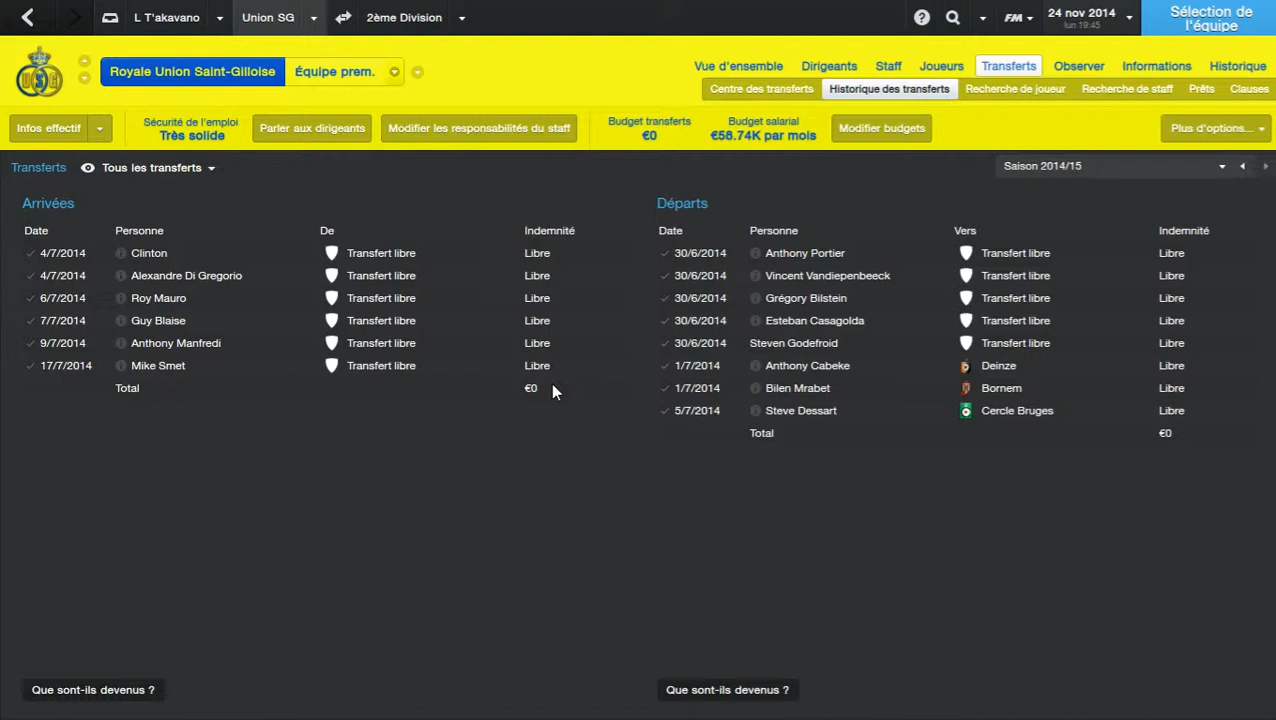 L T'akavano Union SG 2ème Division FM 24 nov 2014 lun 19:45 Sélection de l'équipe
Royale Union Saint-Gilloise Équipe prem. Vue d'ensemble Dirigeants Staff Joueurs Transferts Observer Informations Historique
Centre des transferts Historique des transferts Recherche de joueur Recherche de staff Prêts Clauses
Infos effectif Sécurité de l'emploi Très solide Parler aux dirigeants Modifier les responsabilités du staff Budget transferts €0 Budget salarial €58.74K par mois Modifier budgets Plus d'options...
Transferts Tous les transferts Saison 2014/15
Arrivées
Date Personne De Indemnité
4/7/2014 Clinton Transfert libre Libre
4/7/2014 Alexandre Di Gregorio Transfert libre Libre
6/7/2014 Roy Mauro Transfert libre Libre
7/7/2014 Guy Blaise Transfert libre Libre
9/7/2014 Anthony Manfredi Transfert libre Libre
17/7/2014 Mike Smet Transfert libre Libre
Total €0
Départs
Date Personne Vers Indemnité
30/6/2014 Anthony Portier Transfert libre Libre
30/6/2014 Vincent Vandiepenbeeck Transfert libre Libre
30/6/2014 Grégory Bilstein Transfert libre Libre
30/6/2014 Esteban Casagolda Transfert libre Libre
30/6/2014 Steven Godefroid Transfert libre Libre
1/7/2014 Anthony Cabeke Deinze Libre
1/7/2014 Bilen Mrabet Bornem Libre
5/7/2014 Steve Dessart Cercle Bruges Libre
Total €0
Que sont-ils devenus ? Que sont-ils devenus ?